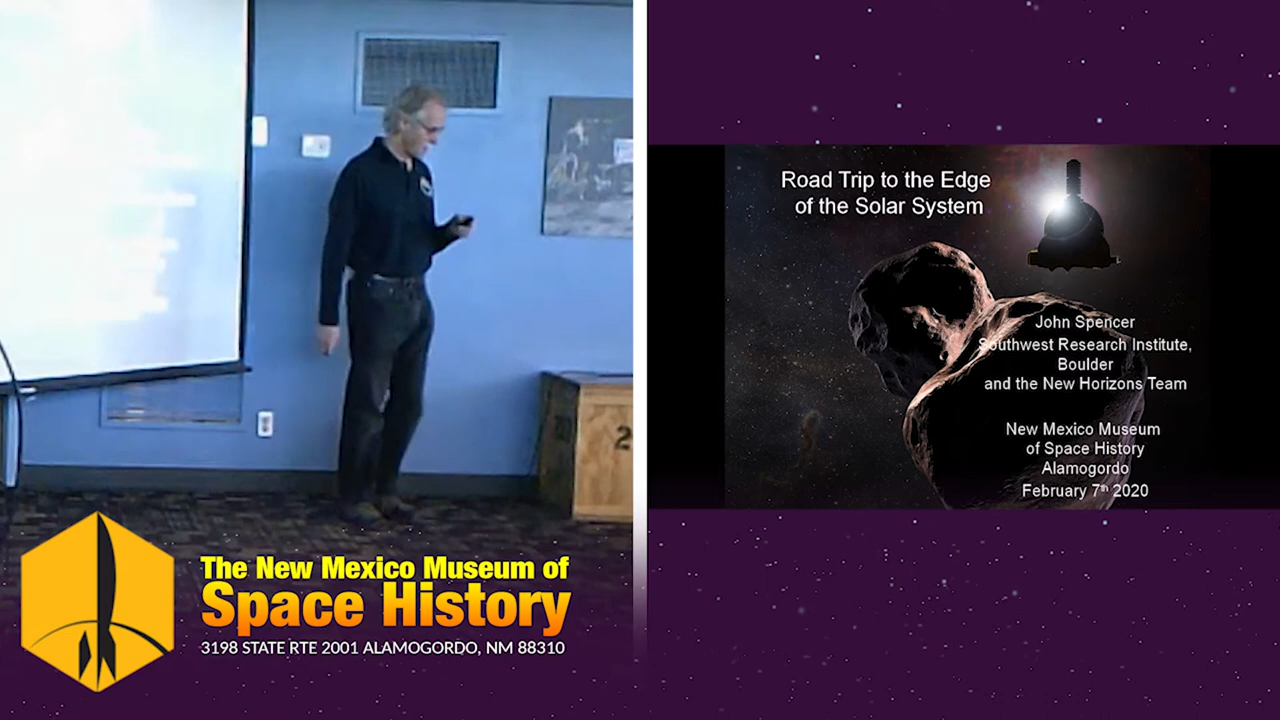 Road Trip to the Edge
of the Solar System
John Spencer
Southwest Research Institute,
Boulder
and the New Horizons Team
New Mexico Museum
of Space History
Alamogordo
February 7th 2020
2
The New Mexico Museum of
Space History
3198 STATE RTE 2001 ALAMOGORDO, NM 88310